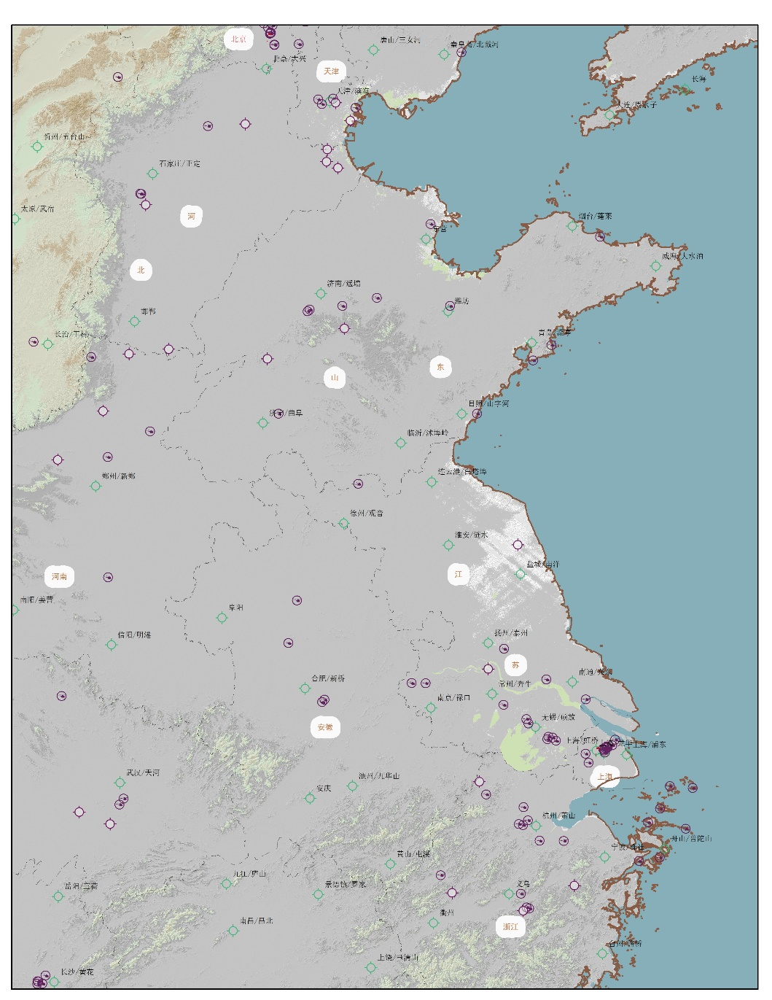 北京
唐山/三女河
秦皇岛/北戴河
北京/大兴
天津
长海
天津/滨海
大连/周水子
忻州/五台山
石家庄/正定
太原/武宿
河
烟台/蓬莱
东营
威海/大水泊
北
济南/遥墙
潍坊
邯郸
长治/王村
青岛/流亭
东
山
日照/山字河
济宁/曲阜
临沂/沭埠岭
连云港/白塔埠
郑州/新郑
徐州/观音
淮安/涟水
盐城/南洋
河南
江
南阳/姜营
阜阳
信阳/明港
扬州/泰州
苏
南通/兴东
合肥/新桥
常州/奔牛
南京/禄口
无锡/硕放
安徽
上海/虹桥
上海/浦东
武汉/天河
池州/九华山
上海
安庆
杭州/萧山
舟山/普陀山
宁波/栎社
黄山/屯溪
九江/庐山
岳阳/三荷
景德镇/罗家
义乌
衢州
南昌/昌北
浙江
台州/路桥
上饶/三清山
长沙/黄花